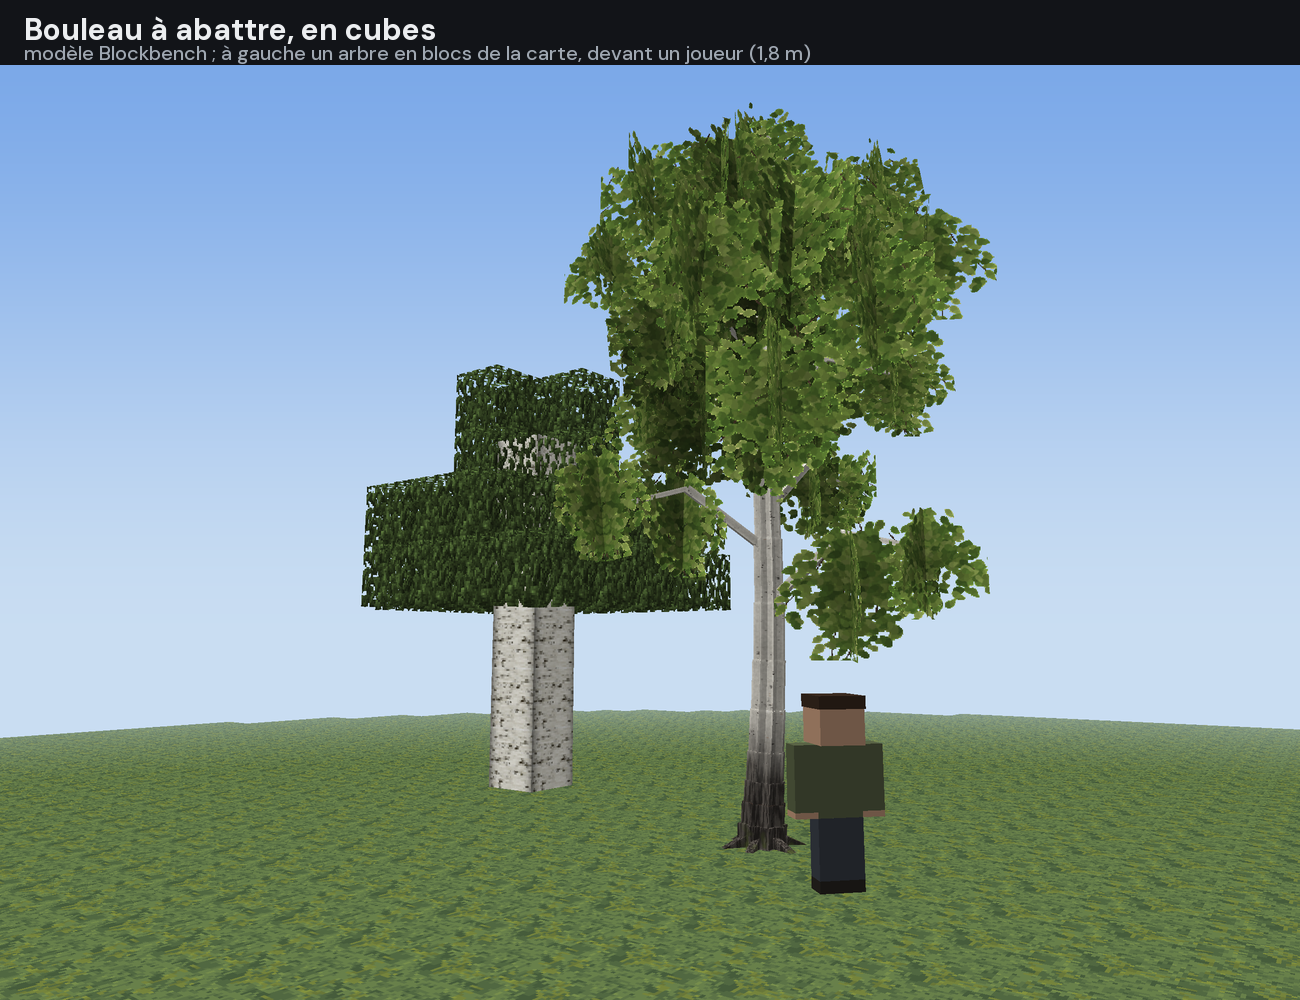 Bouleau à abattre, en cubes
modèle Blockbench ; à gauche un arbre en blocs de la carte, devant un joueur (1,8 m)